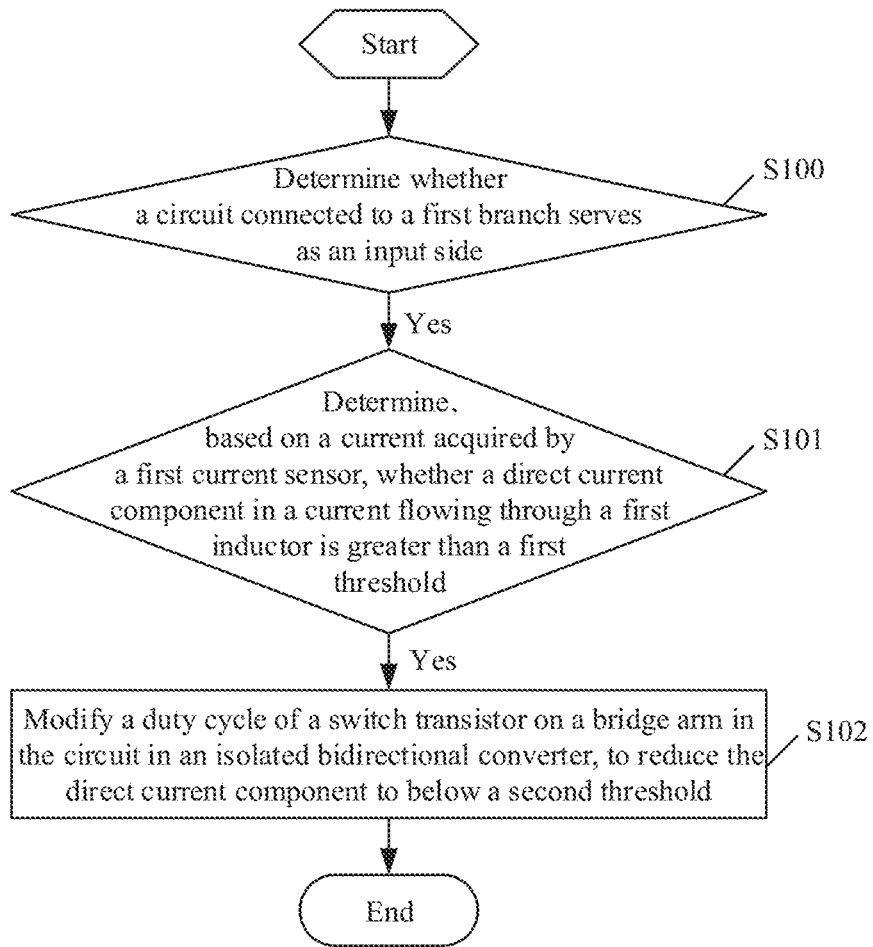 Start
Determine whether
a circuit connected to a first branch serves
as an input side
S100
Yes
Determine,
based on a current acquired by
a first current sensor, whether a direct current
component in a current flowing through a first
inductor is greater than a first
threshold
S101
Yes
Modify a duty cycle of a switch transistor on a bridge arm in
the circuit in an isolated bidirectional converter, to reduce the
direct current component to below a second threshold
S102
End